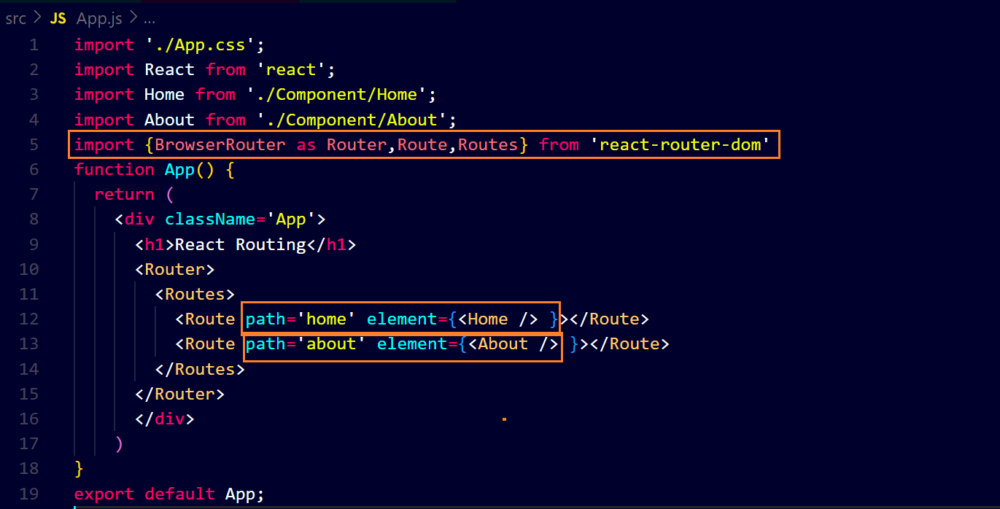 src > JS App.js > ...
1 import './App.css';
2 import React from 'react';
3 import Home from './Component/Home';
4 import About from './Component/About';
5 import {BrowserRouter as Router,Route,Routes} from 'react-router-dom'
6 function App() {
7   return (
8     <div className='App'>
9       <h1>React Routing</h1>
10       <Router>
11         <Routes>
12           <Route path='home' element={<Home /> }></Route>
13           <Route path='about' element={<About /> }></Route>
14         </Routes>
15       </Router>
16       </div>
17     )
18 }
19 export default App;